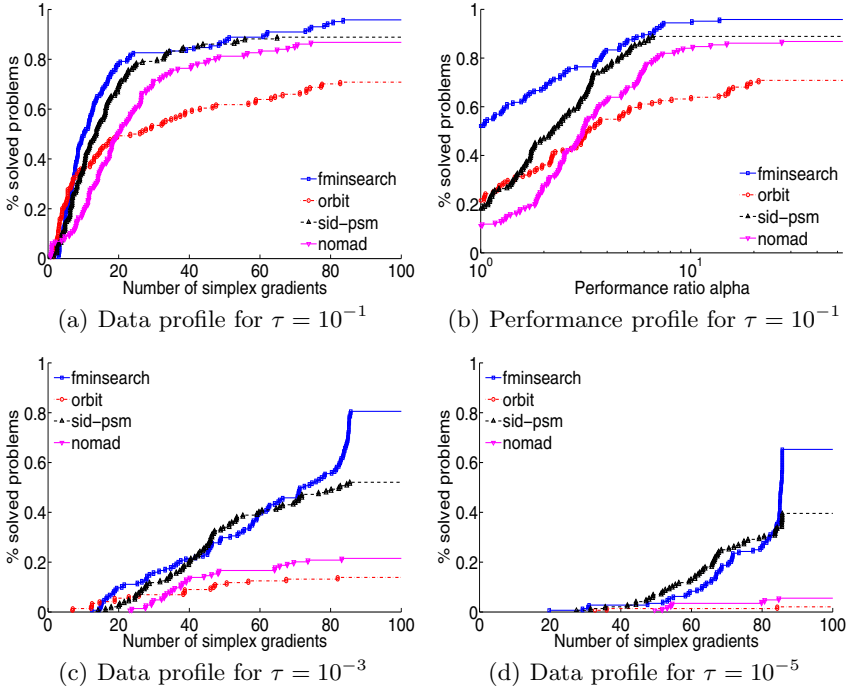 1
0.8
0.6
0.4
0.2
0
% solved problems
fminsearch
orbit
sid−psm
nomad
0 20 40 60 80 100
Number of simplex gradients
(a) Data profile for τ = 10⁻¹
1
0.8
0.6
0.4
0.2
0
% solved problems
fminsearch
orbit
sid−psm
nomad
10⁰ 10¹
Performance ratio alpha
(b) Performance profile for τ = 10⁻¹
1
0.8
0.6
0.4
0.2
0
% solved problems
fminsearch
orbit
sid−psm
nomad
0 20 40 60 80 100
Number of simplex gradients
(c) Data profile for τ = 10⁻³
1
0.8
0.6
0.4
0.2
0
% solved problems
fminsearch
orbit
sid−psm
nomad
0 20 40 60 80 100
Number of simplex gradients
(d) Data profile for τ = 10⁻⁵